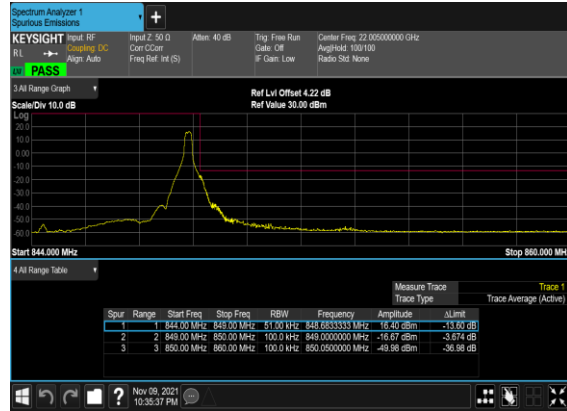 Spectrum Analyzer 1
Spurious Emissions
KEYSIGHT Input: RF Input Z: 50 Ω Atten: 40 dB Trig: Free Run Center Freq: 22.005000000 GHz
RL Coupling: DC Corr CCorr Gate: Off Avg|Hold: 100/100
Align: Auto Freq Ref: Int (S) IF Gain: Low Radio Std: None
PASS
3 All Range Graph
Ref Lvl Offset 4.22 dB
Scale/Div 10.0 dB Ref Value 30.00 dBm
Log
20.0
10.0
0.00
-10.0
-20.0
-30.0
-40.0
-50.0
-60.0
Start 844.000 MHz Stop 860.000 MH
4 All Range Table
Measure Trace Trace 1
Trace Type Trace Average (Active)
Spur Range Start Freq Stop Freq RBW Frequency Amplitude ΔLimit
1 1 844.00 MHz 849.00 MHz 51.00 kHz 848.6833333 MHz 16.40 dBm -13.60 dB
2 2 849.00 MHz 850.00 MHz 100.0 kHz 849.0000000 MHz -16.67 dBm -3.674 dB
3 3 850.00 MHz 860.00 MHz 100.0 kHz 850.0500000 MHz -49.98 dBm -36.98 dB
? Nov 09, 2021
10:35:37 PM